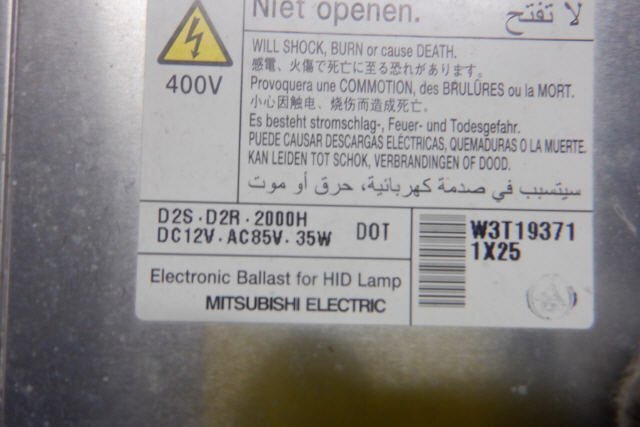 Niet openen.
لا تفتح
400V
WILL SHOCK, BURN or cause DEATH.
感電、火傷で死亡に至る恐れがあります。
Provoquera une COMMOTION, des BRULÛRES ou la MORT.
小心因触电、烧伤而造成死亡。
Es besteht stromschlag-, Feuer- und Todesgefahr.
PUEDE CAUSAR DESCARGAS ELÉCTRICAS, QUEMADURAS O LA MUERTE.
KAN LEIDEN TOT SCHOK, VERBRANDINGEN OF DOOD.
سيتسبب في صدمة كهربائية، حرق أو موت
D2S·D2R·2000H
DC12V·AC85V·35W
DOT
W3T19371
1X25
Electronic Ballast for HID Lamp
MITSUBISHI ELECTRIC